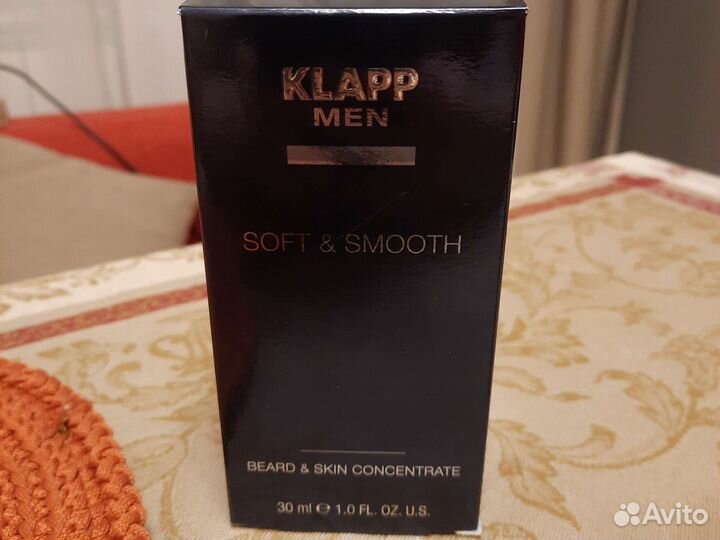 KLAPP
MEN
SOFT & SMOOTH
BEARD & SKIN CONCENTRATE
30 ml ℮ 1.0 FL. OZ. U.S.
Avito